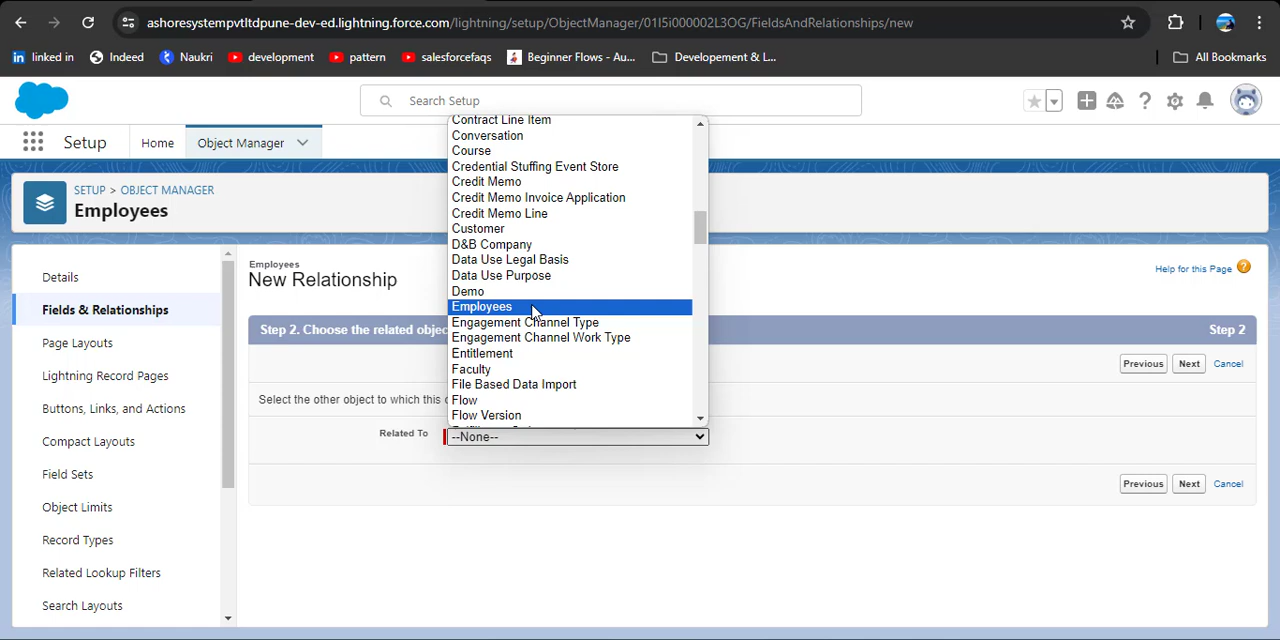 ashoresystempvtltdpune-dev-ed.lightning.force.com/lightning/setup/ObjectManager/01I5i000002L3OG/FieldsAndRelationships/new
in linked in
Indeed
Naukri
development
pattern
salesforcefaqs
Beginner Flows - Au...
Developement & L...
All Bookmarks
Search Setup
Setup
Home
Object Manager
SETUP > OBJECT MANAGER
Employees
Details
Fields & Relationships
Page Layouts
Lightning Record Pages
Buttons, Links, and Actions
Compact Layouts
Field Sets
Object Limits
Record Types
Related Lookup Filters
Search Layouts
Employees
New Relationship
Help for this Page
Step 2. Choose the related objec
Step 2
Previous
Next
Cancel
Select the other object to which this
Related To
--None--
Contract Line Item
Conversation
Course
Credential Stuffing Event Store
Credit Memo
Credit Memo Invoice Application
Credit Memo Line
Customer
D&B Company
Data Use Legal Basis
Data Use Purpose
Demo
Employees
Engagement Channel Type
Engagement Channel Work Type
Entitlement
Faculty
File Based Data Import
Flow
Flow Version
Previous
Next
Cancel